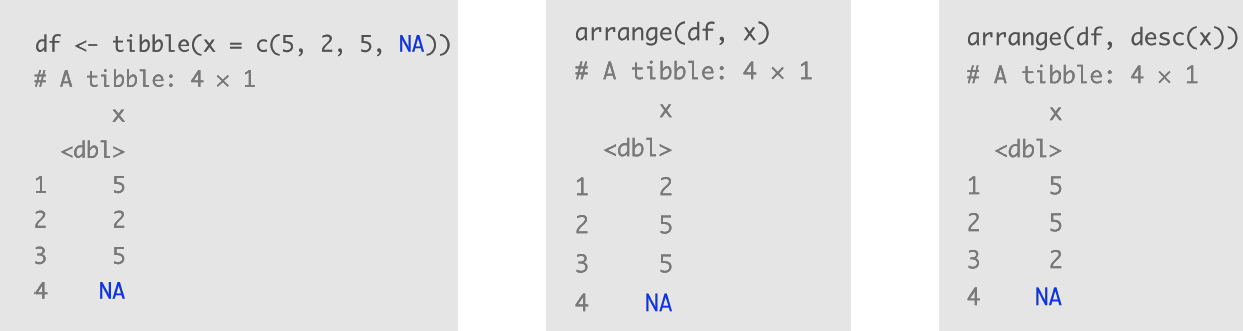 df <- tibble(x = c(5, 2, 5, NA))
# A tibble: 4 × 1
x
<dbl>
1 5
2 2
3 5
4 NA
arrange(df, x)
# A tibble: 4 × 1
x
<dbl>
1 2
2 5
3 5
4 NA
arrange(df, desc(x))
# A tibble: 4 × 1
x
<dbl>
1 5
2 5
3 2
4 NA